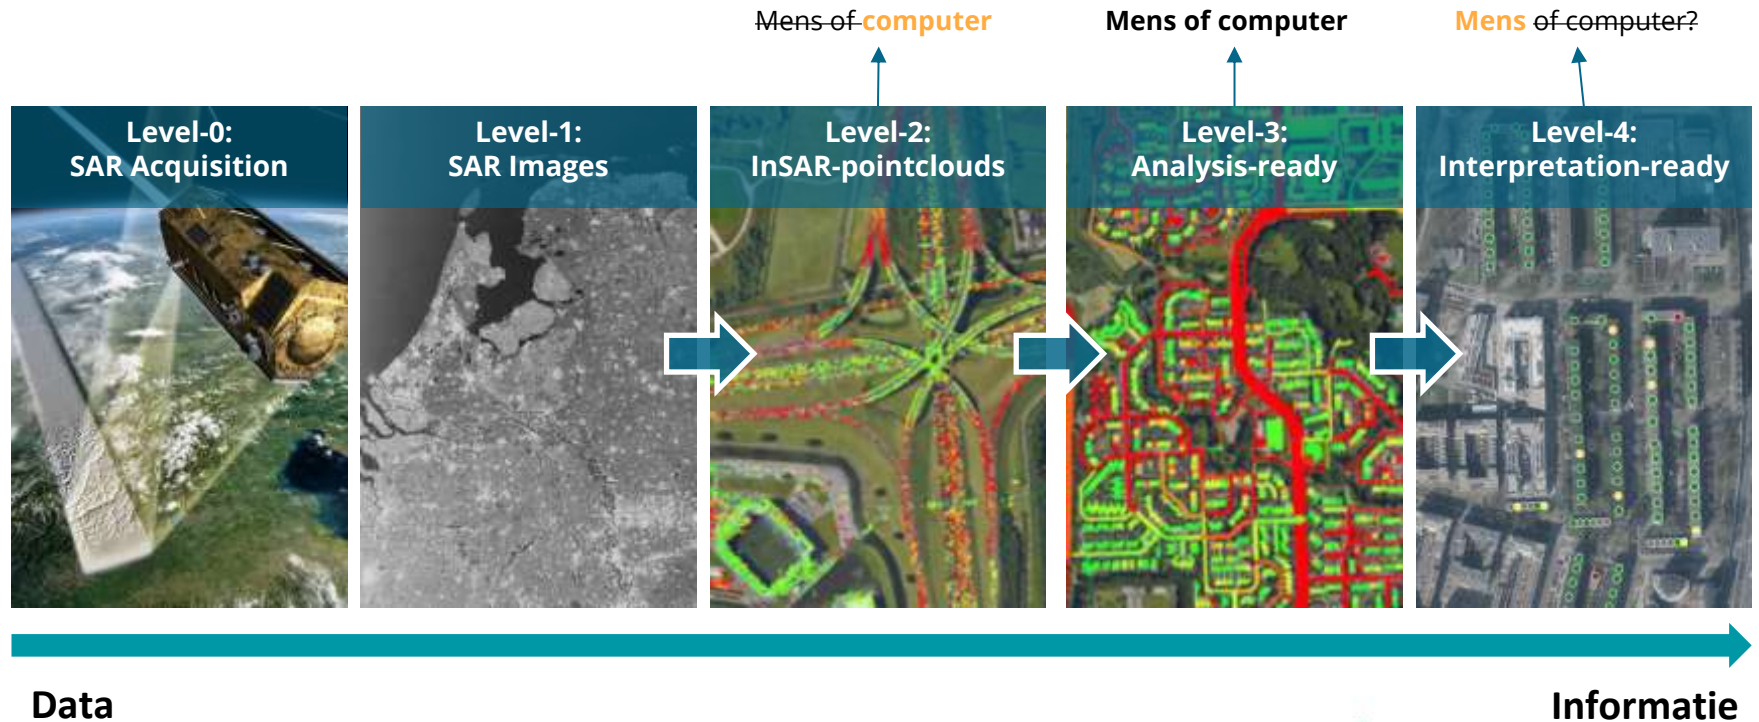 Mens of computer
Mens of computer
Mens of computer?
Level-0:
SAR Acquisition
Level-1:
SAR Images
Level-2:
InSAR-pointclouds
Level-3:
Analysis-ready
Level-4:
Interpretation-ready
Data
Informatie